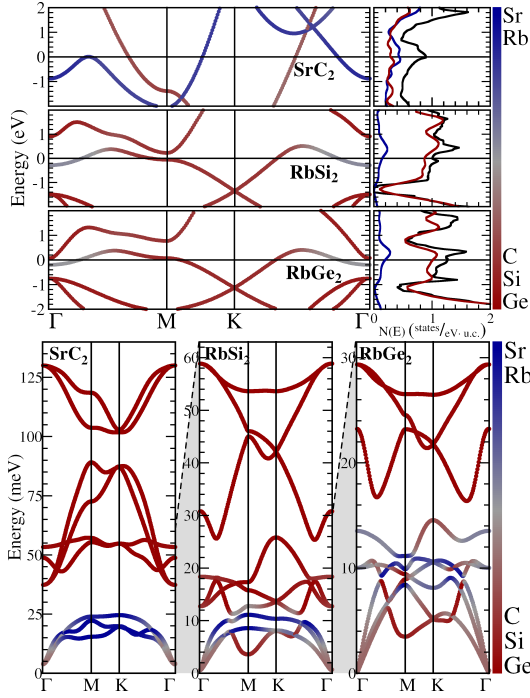 Sr
Rb
C
Si
Ge
Energy (eV)
2
1
0
-1
SrC₂
1
0
-1
RbSi₂
1
0
-1
-2
RbGe₂
Γ
M
K
Γ
0
1
2
N(E) (states/eV· u.c.)
SrC₂
RbSi₂
RbGe₂
Energy (meV)
125
100
75
50
25
0
60
50
40
30
20
10
0
30
20
10
0
Γ
M
K
Γ
Γ
M
K
Γ
Γ
M
K
Γ
Sr
Rb
C
Si
Ge